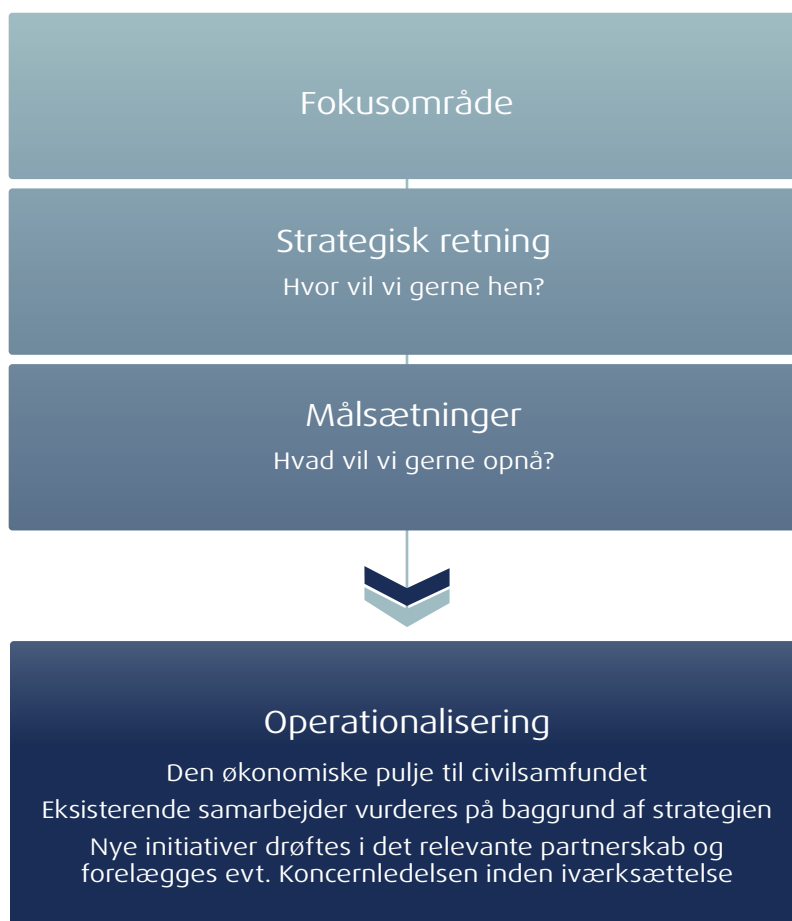 Fokusområde
Strategisk retning
Hvor vil vi gerne hen?
Målsætninger
Hvad vil vi gerne opnå?
Operationalisering
Den økonomiske pulje til civilsamfundet
Eksisterende samarbejder vurderes på baggrund af strategien
Nye initiativer drøftes i det relevante partnerskab og
forelægges evt. Koncernledelsen inden iværksættelse